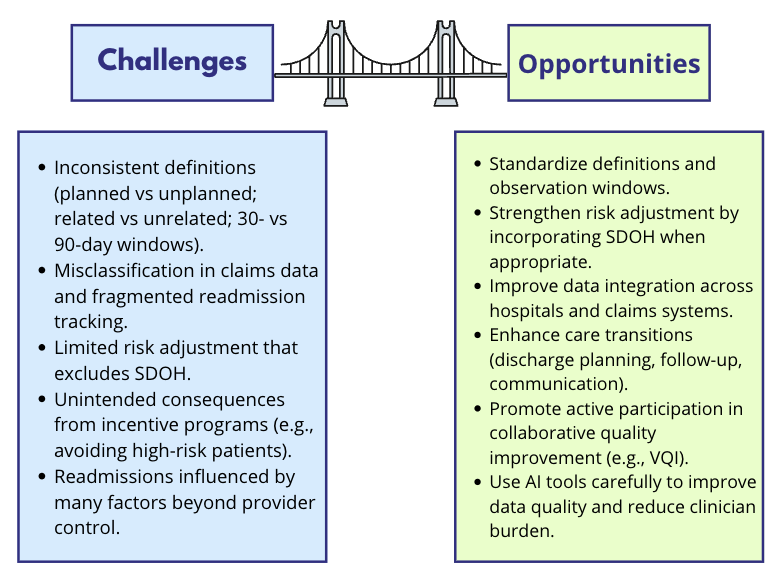 Challenges
Opportunities
• Inconsistent definitions
(planned vs unplanned;
related vs unrelated; 30- vs
90-day windows).
• Misclassification in claims data
and fragmented readmission
tracking.
• Limited risk adjustment that
excludes SDOH.
• Unintended consequences
from incentive programs (e.g.,
avoiding high-risk patients).
• Readmissions influenced by
many factors beyond provider
control.
• Standardize definitions and
observation windows.
• Strengthen risk adjustment by
incorporating SDOH when
appropriate.
• Improve data integration across
hospitals and claims systems.
• Enhance care transitions
(discharge planning, follow-up,
communication).
• Promote active participation in
collaborative quality
improvement (e.g., VQI).
• Use AI tools carefully to improve
data quality and reduce clinician
burden.